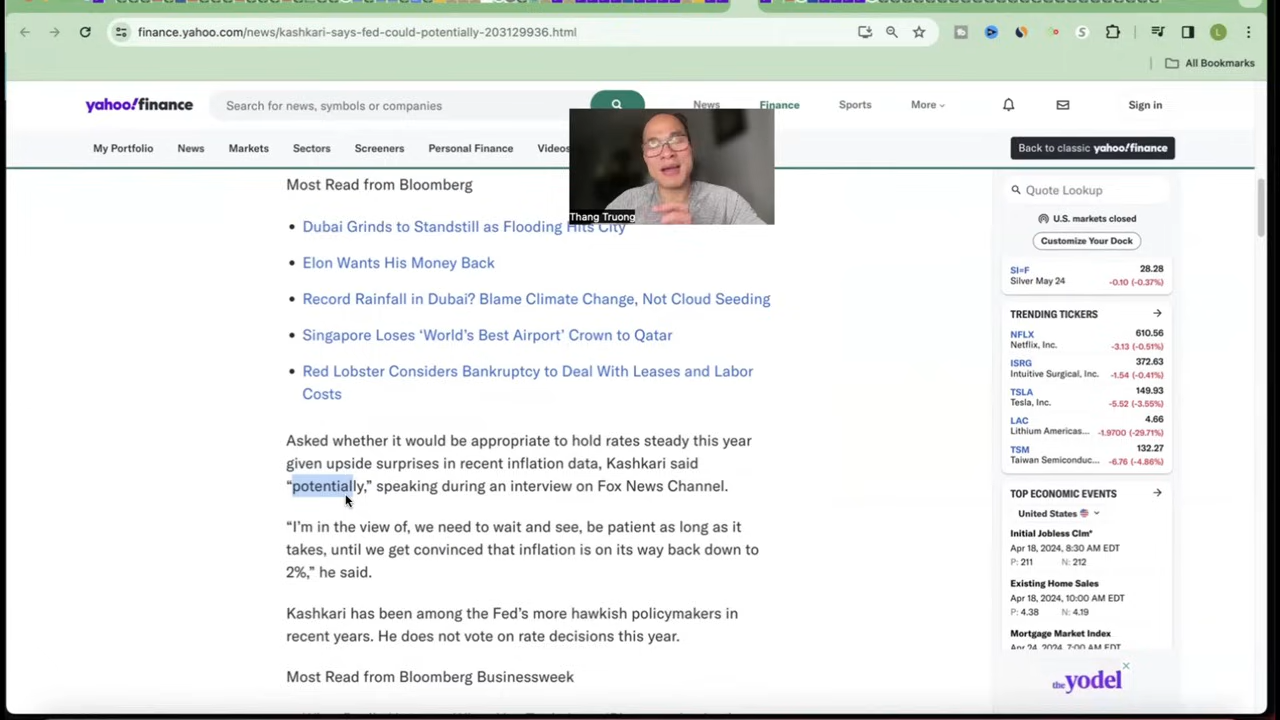 finance.yahoo.com/news/kashkari-says-fed-could-potentially-203129936.html
L
All Bookmarks
yahoo!finance
Search for news, symbols or companies
News
Finance
Sports
More
Sign in
My Portfolio
News
Markets
Sectors
Screeners
Personal Finance
Videos
Back to classic yahoo!finance
Thang Truong
Most Read from Bloomberg
• Dubai Grinds to Standstill as Flooding Hits City
• Elon Wants His Money Back
• Record Rainfall in Dubai? Blame Climate Change, Not Cloud Seeding
• Singapore Loses ‘World’s Best Airport’ Crown to Qatar
• Red Lobster Considers Bankruptcy to Deal With Leases and Labor
Costs
Asked whether it would be appropriate to hold rates steady this year
given upside surprises in recent inflation data, Kashkari said
“potentially,” speaking during an interview on Fox News Channel.
“I’m in the view of, we need to wait and see, be patient as long as it
takes, until we get convinced that inflation is on its way back down to
2%,” he said.
Kashkari has been among the Fed’s more hawkish policymakers in
recent years. He does not vote on rate decisions this year.
Most Read from Bloomberg Businessweek
Quote Lookup
U.S. markets closed
Customize Your Dock
SI=F 28.28
Silver May 24 -0.10 (-0.37%)
TRENDING TICKERS
NFLX 610.56
Netflix, Inc. -3.13 (-0.51%)
ISRG 372.63
Intuitive Surgical, Inc. -1.54 (-0.41%)
TSLA 149.93
Tesla, Inc. -5.52 (-3.55%)
LAC 4.66
Lithium Americas... -1.9700 (-29.71%)
TSM 132.27
Taiwan Semiconduc... -6.76 (-4.86%)
TOP ECONOMIC EVENTS
United States
Initial Jobless Clm*
Apr 18, 2024, 8:30 AM EDT
P: 211 N: 212
Existing Home Sales
Apr 18, 2024, 10:00 AM EDT
P: 4.38 N: 4.19
Mortgage Market Index
Apr 24, 2024, 7:00 AM EDT
the yodel